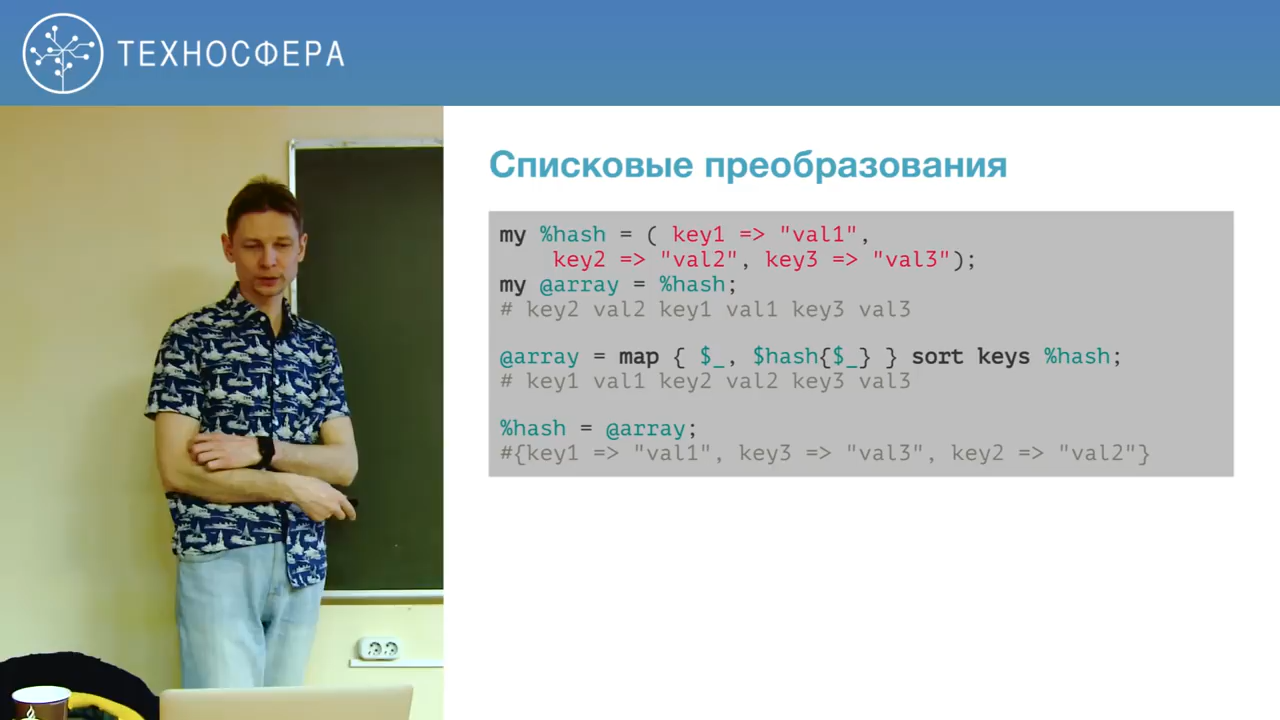 ТЕХНОСФЕРА
Списковые преобразования
my %hash = ( key1 => "val1",
    key2 => "val2", key3 => "val3");
my @array = %hash;
# key2 val2 key1 val1 key3 val3
@array = map { $_, $hash{$_} } sort keys %hash;
# key1 val1 key2 val2 key3 val3
%hash = @array;
#{key1 => "val1", key3 => "val3", key2 => "val2"}